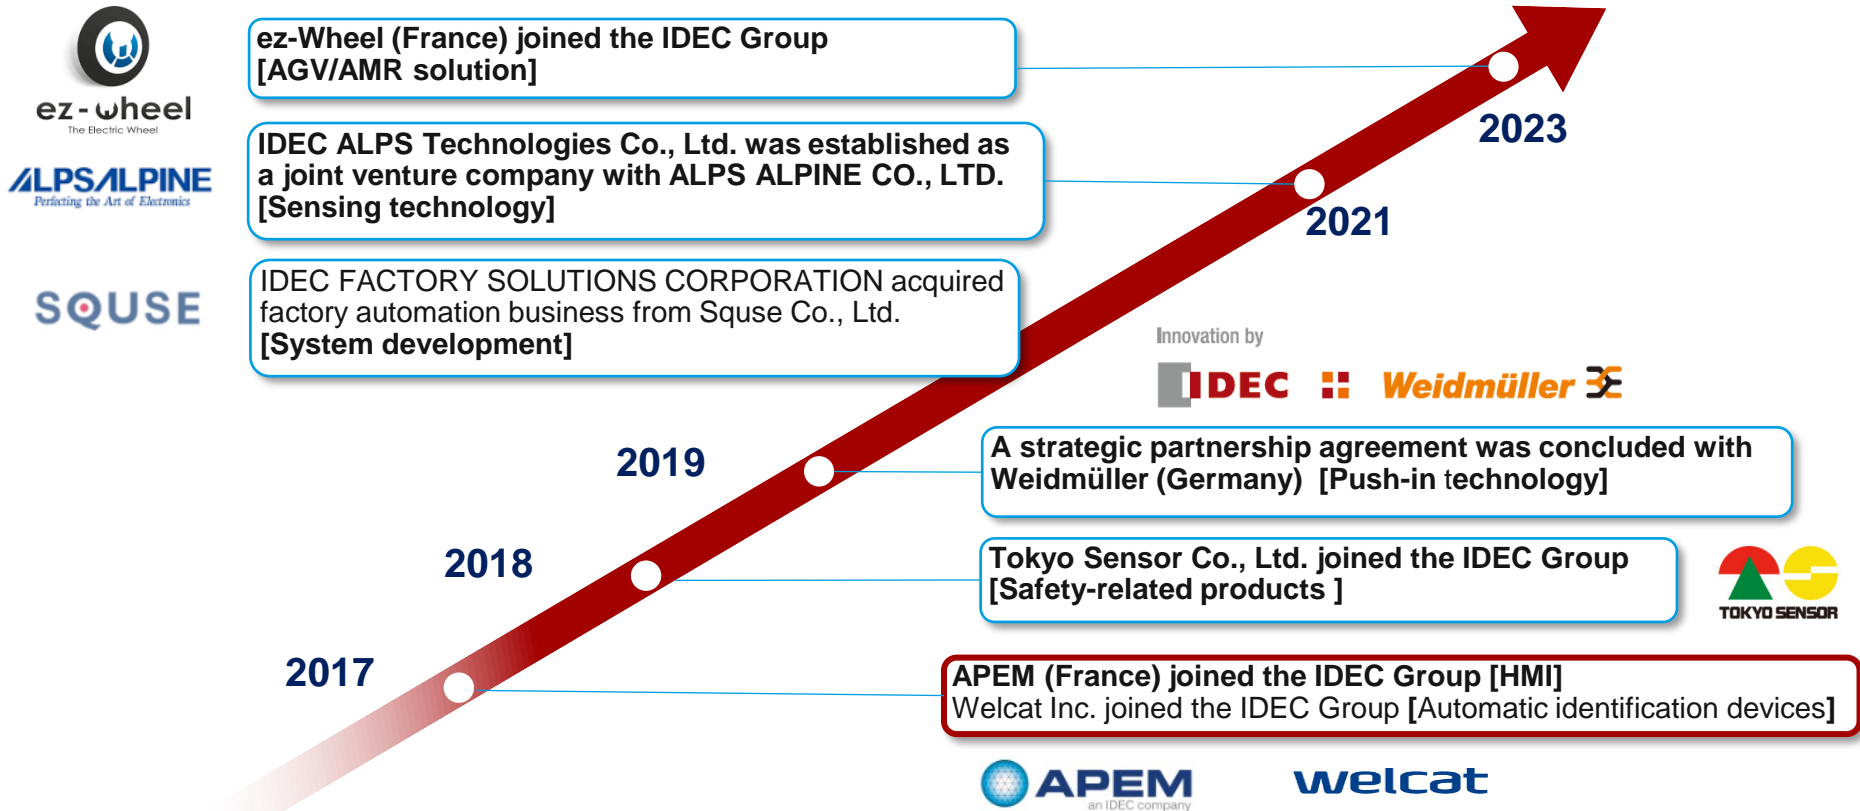 ez-wheel
The Electric Wheel
ez-Wheel (France) joined the IDEC Group
[AGV/AMR solution]
2023
ALPSALPINE
Perfecting the Art of Electronics
IDEC ALPS Technologies Co., Ltd. was established as
a joint venture company with ALPS ALPINE CO., LTD.
[Sensing technology]
2021
SQUSE
IDEC FACTORY SOLUTIONS CORPORATION acquired
factory automation business from Squse Co., Ltd.
[System development]
Innovation by
IDEC Weidmüller
2019
A strategic partnership agreement was concluded with
Weidmüller (Germany) [Push-in technology]
2018
Tokyo Sensor Co., Ltd. joined the IDEC Group
[Safety-related products ]
TOKYO SENSOR
2017
APEM (France) joined the IDEC Group [HMI]
Welcat Inc. joined the IDEC Group [Automatic identification devices]
APEM
an IDEC company
welcat